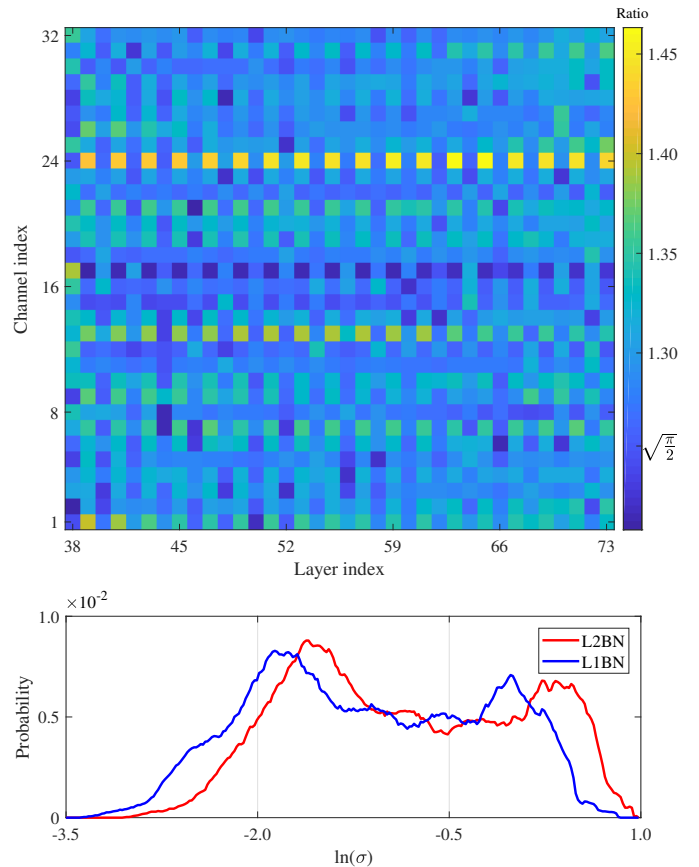 Ratio
32
24
16
8
1
Channel index
38 45 52 59 66 73
Layer index
1.45
1.40
1.30
√π/2
×10^-2
1.0
0.5
0
Probability
L2BN
L1BN
-3.5 -2.0 -0.5 1.0
ln(σ)